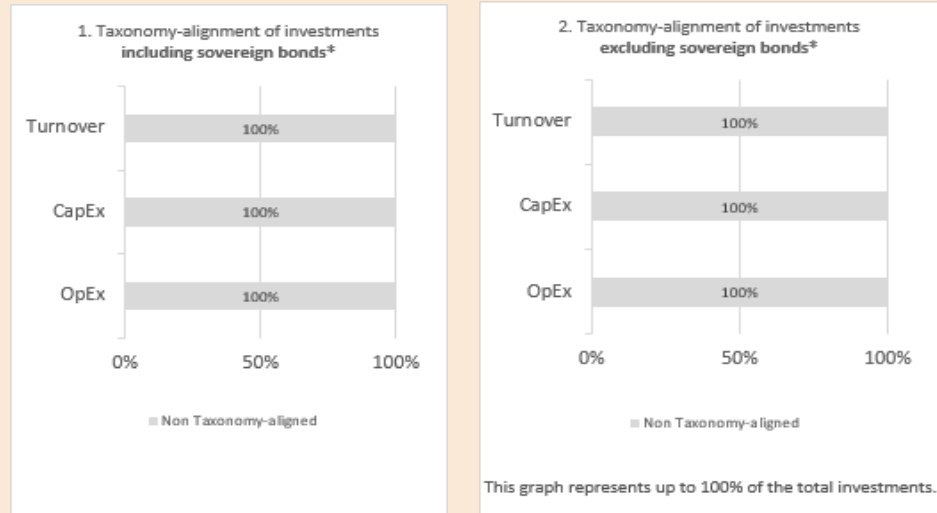 1. Taxonomy-alignment of investments
including sovereign bonds*
Turnover
100%
CapEx
100%
OpEx
100%
0%
50%
100%
Non Taxonomy-aligned
2. Taxonomy-alignment of investments
excluding sovereign bonds*
Turnover
100%
CapEx
100%
OpEx
100%
0%
50%
100%
Non Taxonomy-aligned
This graph represents up to 100% of the total investments.